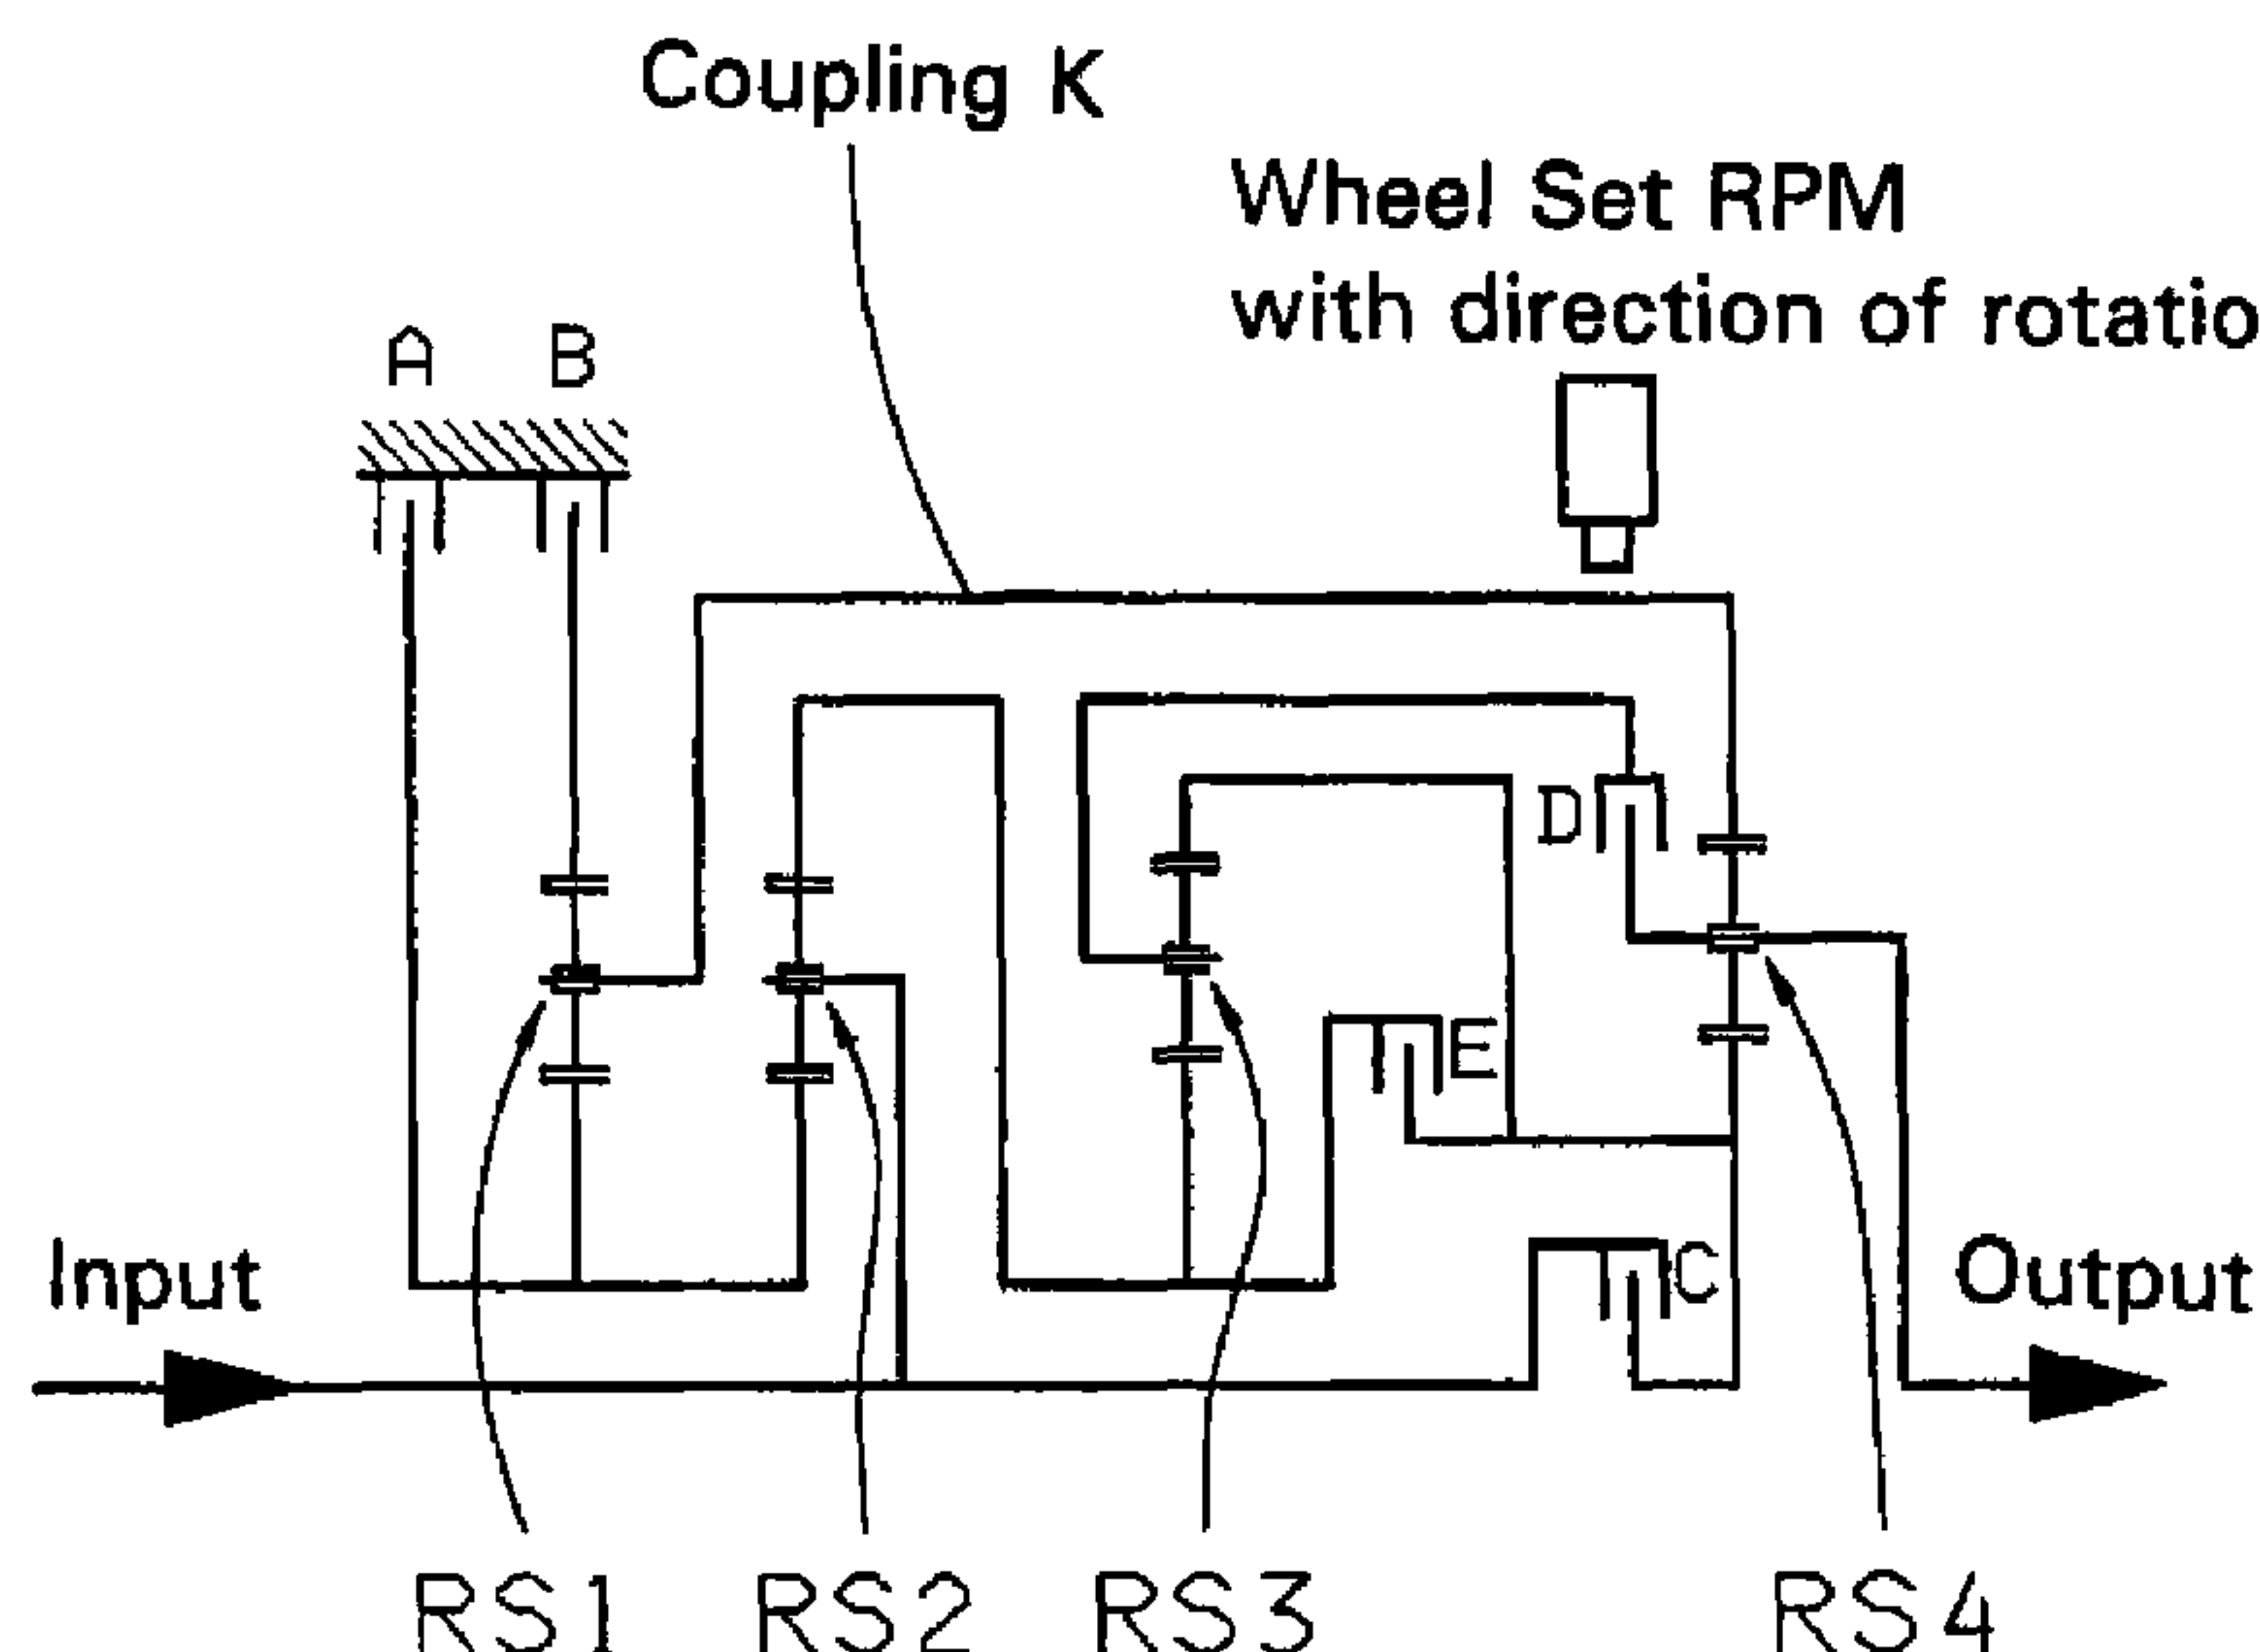 Coupling K
Wheel Set RPM
with direction of rotatio
A
B
D
E
Input
C
Output
RS1
RS2
RS3
RS4